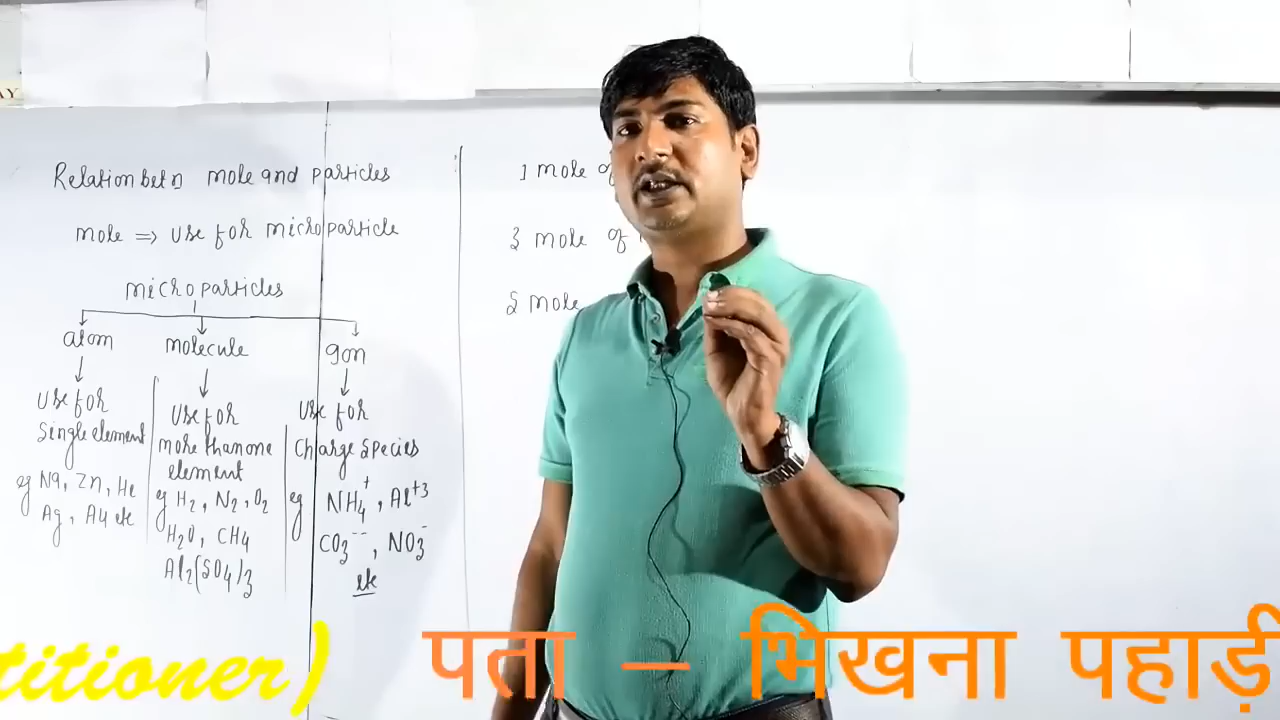 AY
Relation betn mole and particles
mole ⇒ use for microparticle
microparticles
atom molecule Ion
use for
single element
eg Na, Zn, He
Ag, Au etc
use for
more than one
element
eg H2, N2, O2
H2O, CH4
Al2(SO4)3
use for
Charge species
eg NH4+, Al+3
CO3--, NO3-
etc
1 mole of
3 mole of
5 mole
titioner) पता – भिखना पहाड़ी